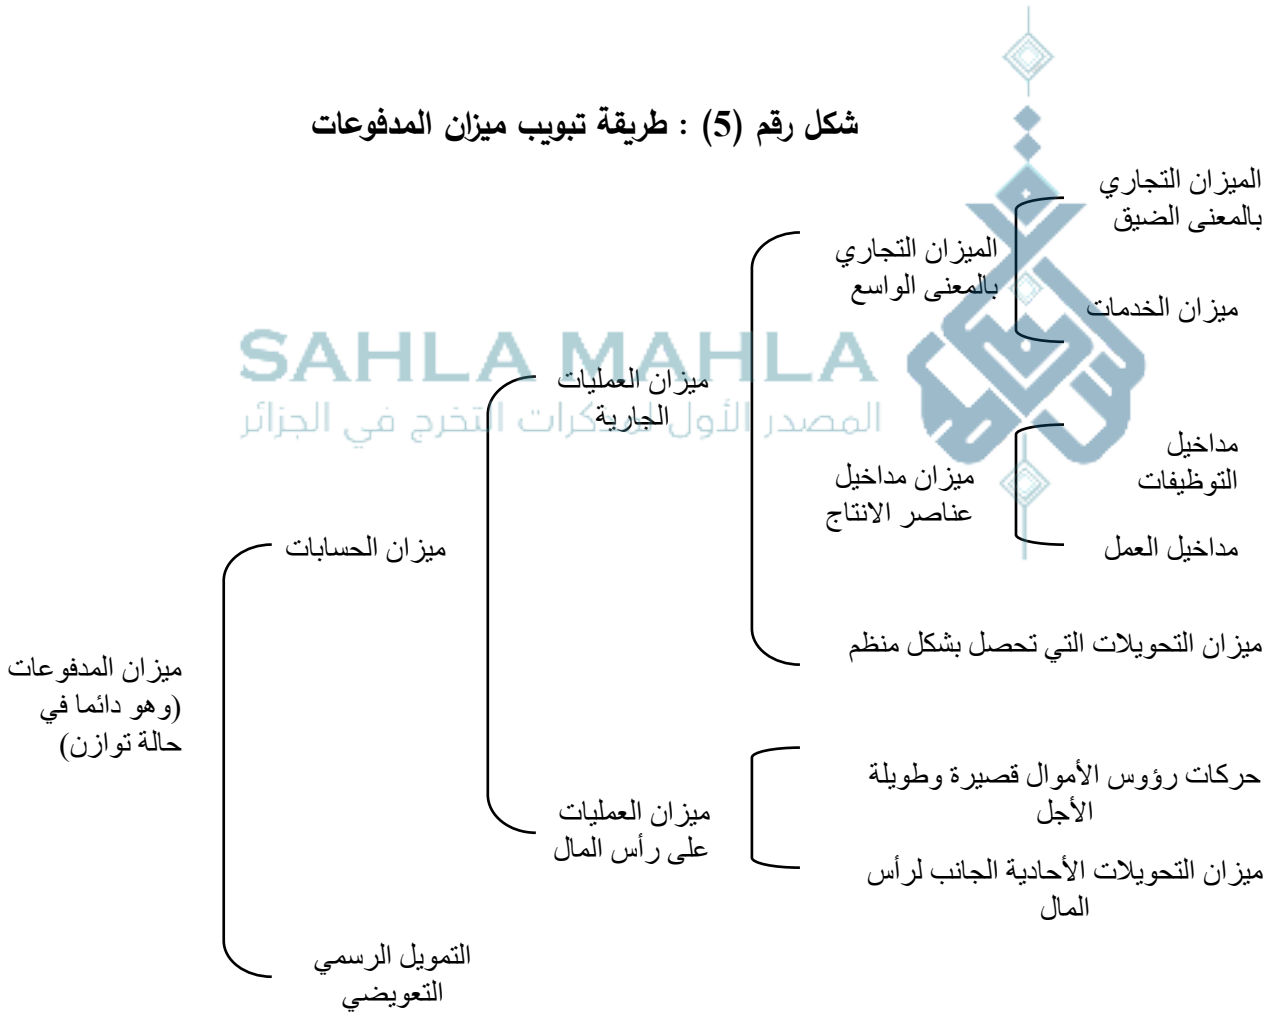 شكل رقم (5) : طريقة تبويب ميزان المدفوعات
الميزان التجاري
بالمعنى الضيق
ميزان الخدمات
الميزان التجاري
بالمعنى الواسع
مداخيل
التوظيفات
مداخيل العمل
ميزان مداخيل
عناصر الانتاج
ميزان التحويلات التي تحصل بشكل منظم
ميزان العمليات
الجارية
حركات رؤوس الأموال قصيرة وطويلة
الأجل
ميزان التحويلات الأحادية الجانب لرأس
المال
ميزان العمليات
على رأس المال
ميزان الحسابات
التمويل الرسمي
التعويضي
ميزان المدفوعات
(وهو دائما في
حالة توازن)
SAHLA MAHLA
المصدر الأول لمذكرات التخرج في الجزائر